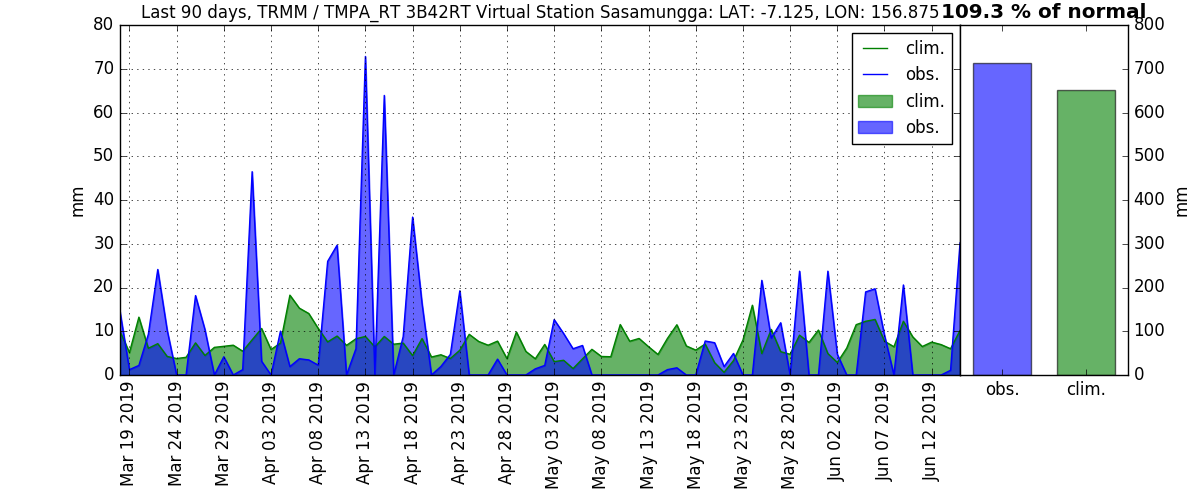 Last 90 days, TRMM / TMPA_RT 3B42RT Virtual Station Sasamungga: LAT: -7.125, LON: 156.875
109.3 % of normal
mm
80
70
60
50
40
30
20
10
0
clim.
obs.
clim.
obs.
800
700
600
500
400
300
200
100
0
mm
obs.
clim.
Mar 19 2019
Mar 24 2019
Mar 29 2019
Apr 03 2019
Apr 08 2019
Apr 13 2019
Apr 18 2019
Apr 23 2019
Apr 28 2019
May 03 2019
May 08 2019
May 13 2019
May 18 2019
May 23 2019
May 28 2019
Jun 02 2019
Jun 07 2019
Jun 12 2019